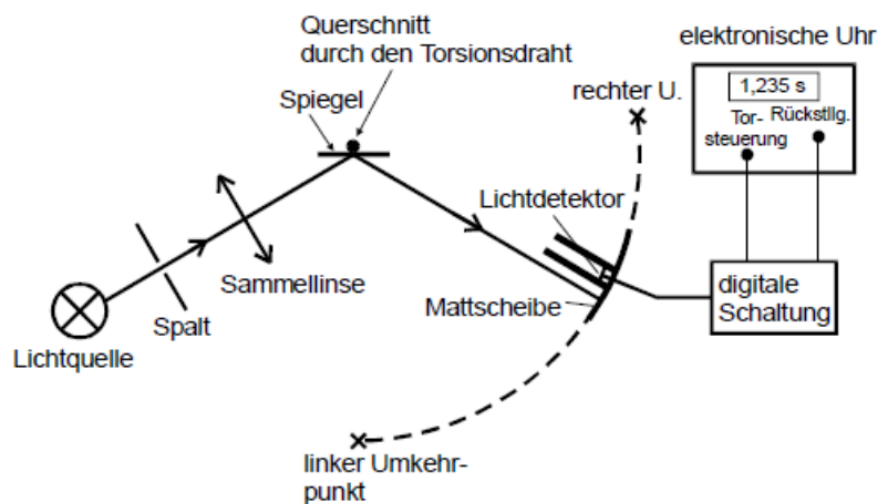 Querschnitt
durch den Torsionsdraht
Spiegel
elektronische Uhr
1,235 s
Tor-
steuerung
Rückstllg.
rechter U.
Lichtdetektor
Sammellinse
Mattscheibe
digitale
Schaltung
Spalt
Lichtquelle
linker Umkehr-
punkt